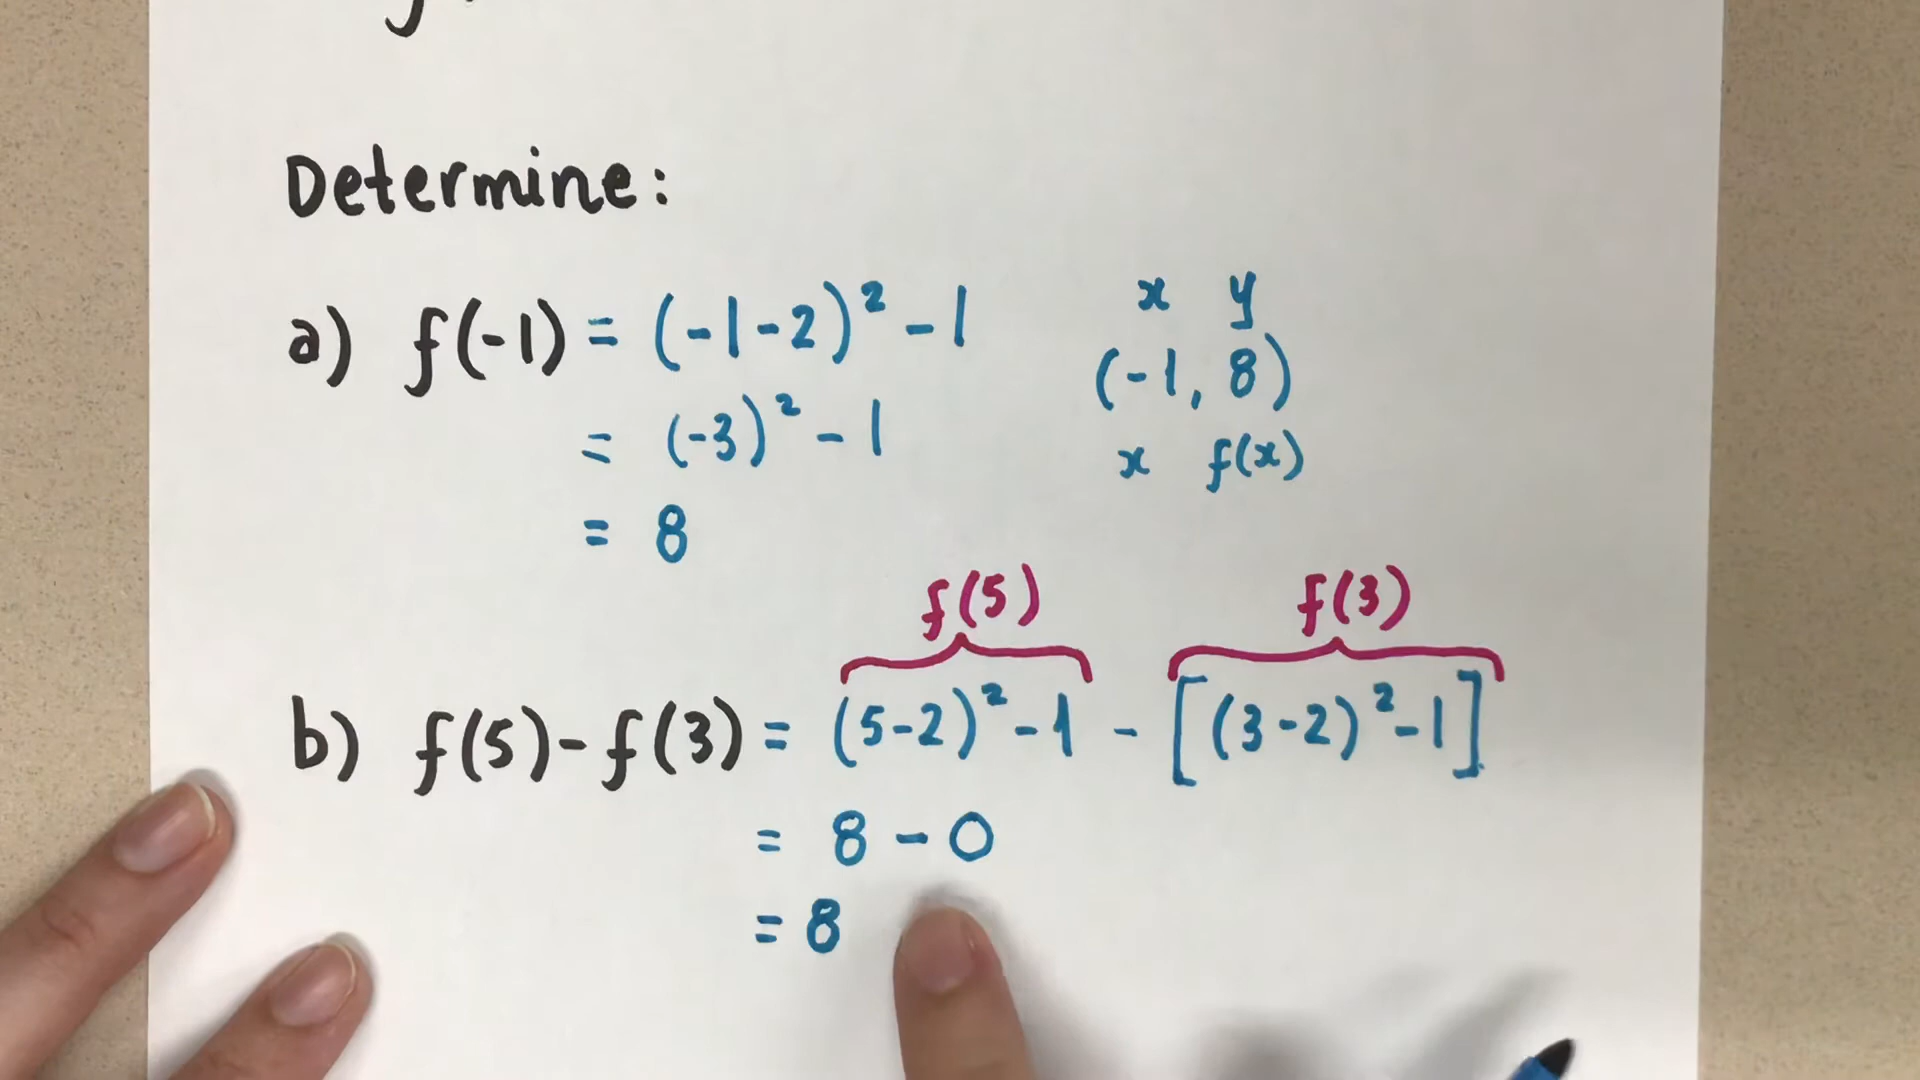 Determine:
a) f(-1) = (-1-2)² - 1
= (-3)² - 1
= 8
x y
(-1, 8)
x f(x)
f(5) f(3)
b) f(5)-f(3) = (5-2)²-1 - [(3-2)²-1]
= 8 - 0
= 8